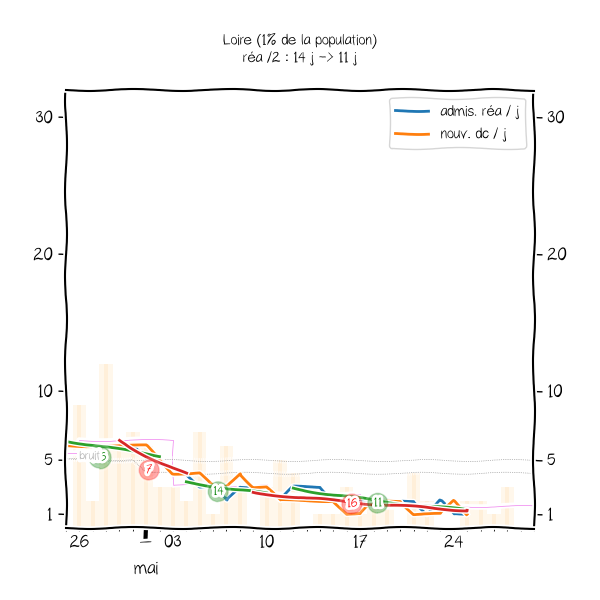 Loire (1% de la population)
réa /2 : 14 j -> 11 j
admis. réa / j
nouv. dc / j
30 30
20 20
10 10
5 5
1 1
bruit
7
14
16
11
26 03 10 17 24
mai